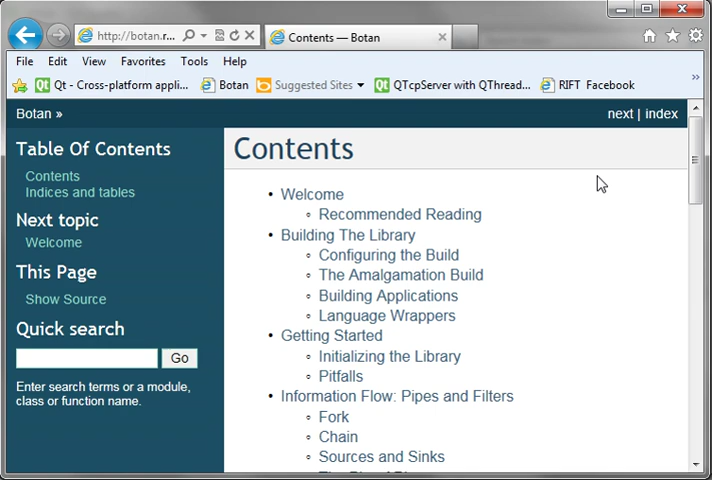 http://botan.r...
Contents — Botan
File Edit View Favorites Tools Help
Qt - Cross-platform appli... Botan Suggested Sites QTcpServer with QThread... RIFT Facebook
Botan » next | index
Table Of Contents
Contents
Indices and tables
Next topic
Welcome
This Page
Show Source
Quick search
Go
Enter search terms or a module,
class or function name.
Contents
Welcome
Recommended Reading
Building The Library
Configuring the Build
The Amalgamation Build
Building Applications
Language Wrappers
Getting Started
Initializing the Library
Pitfalls
Information Flow: Pipes and Filters
Fork
Chain
Sources and Sinks